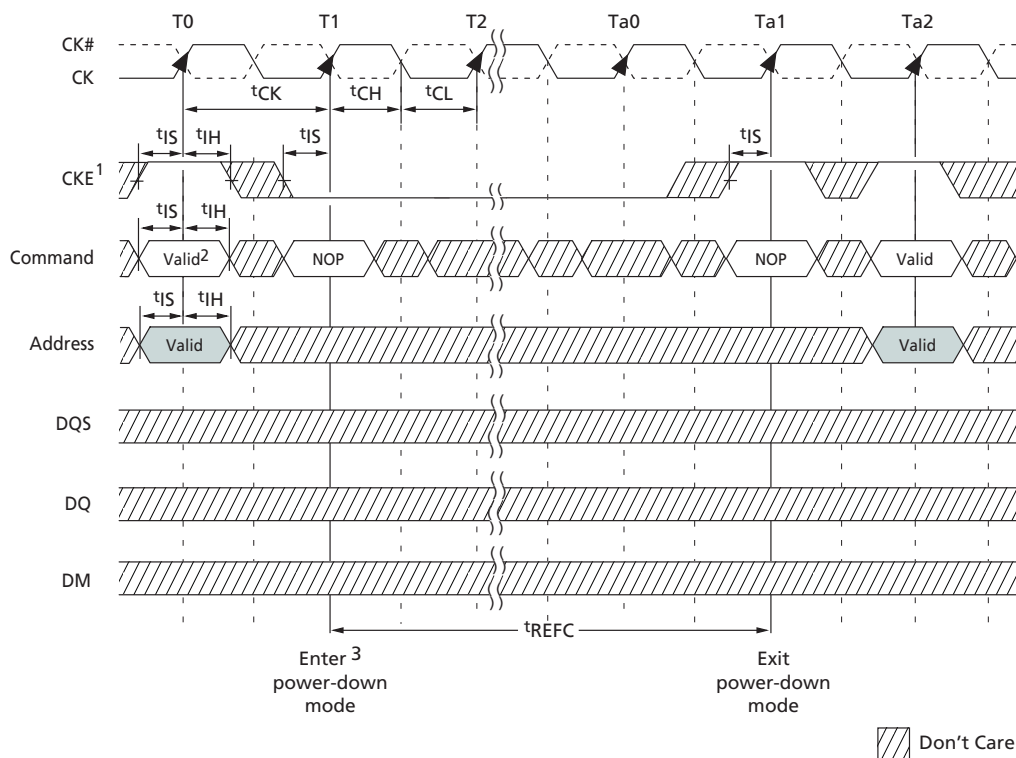 T0 T1 T2 Ta0 Ta1 Ta2
CK#
CK
tCK tCH tCL
tIS tIH tIS tIS
CKE1
tIS tIH
Command Valid2 NOP NOP Valid
tIS tIH
Address Valid Valid
DQS
DQ
DM
tREFC
Enter 3 Exit
power-down power-down
mode mode
Don't Care